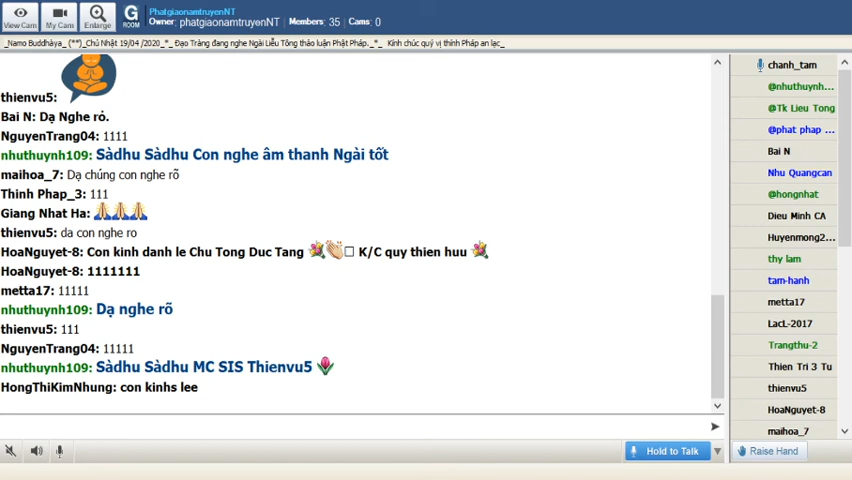 View Cam
My Cam
Enlarge
G
ROOM
PhatgiaonamtruyenNT
Owner: phatgiaonamtruyenNT
Members: 35
Cams: 0
_Namo Buddhàya_ (**)_Chủ Nhật 19/04 /2020_*_ Đạo Tràng đang nghe Ngài Liễu Tông thảo luận Phật Pháp._*_ Kính chúc quý vị thính Pháp an lạc_
thienvu5:
Bai N: Dạ Nghe rỏ.
NguyenTrang04: 1111
nhuthuynh109: Sàdhu Sàdhu Con nghe âm thanh Ngài tốt
maihoa_7: Dạ chúng con nghe rõ
Thinh Phap_3: 111
Giang Nhat Ha:
thienvu5: da con nghe ro
HoaNguyet-8: Con kinh danh le Chu Tong Duc Tang K/C quy thien huu
HoaNguyet-8: 1111111
metta17: 11111
nhuthuynh109: Dạ nghe rõ
thienvu5: 111
NguyenTrang04: 11111
nhuthuynh109: Sàdhu Sàdhu MC SIS Thienvu5
HongThiKimNhung: con kinhs lee
chanh_tam
@nhuthuynh...
@Tk Lieu Tong
@phat phap ...
Bai N
Nhu Quangcan
@hongnhat
Dieu Minh CA
Huyenmong2...
thy lam
tam-hanh
metta17
LacL-2017
Trangthu-2
Thien Tri 3 Tu
thienvu5
HoaNguyet-8
maihoa_7
Hold to Talk
Raise Hand